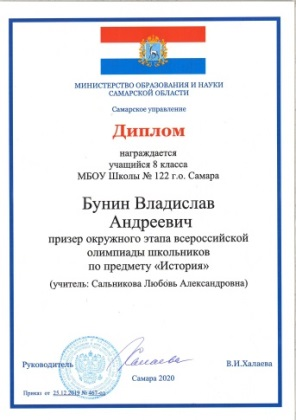 МИНИСТЕРСТВО ОБРАЗОВАНИЯ И НАУКИ
САМАРСКОЙ ОБЛАСТИ
Самарское управление
Диплом
награждается
учащийся 8 класса
МБОУ Школы № 122 г.о. Самара
Бунин Владислав
Андреевич
призер окружного этапа всероссийской
олимпиады школьников
по предмету «История»
(учитель: Сальникова Любовь Александровна)
Руководитель
В.И.Халаева
Приказ от 25.12.2019 №
Самара 2020